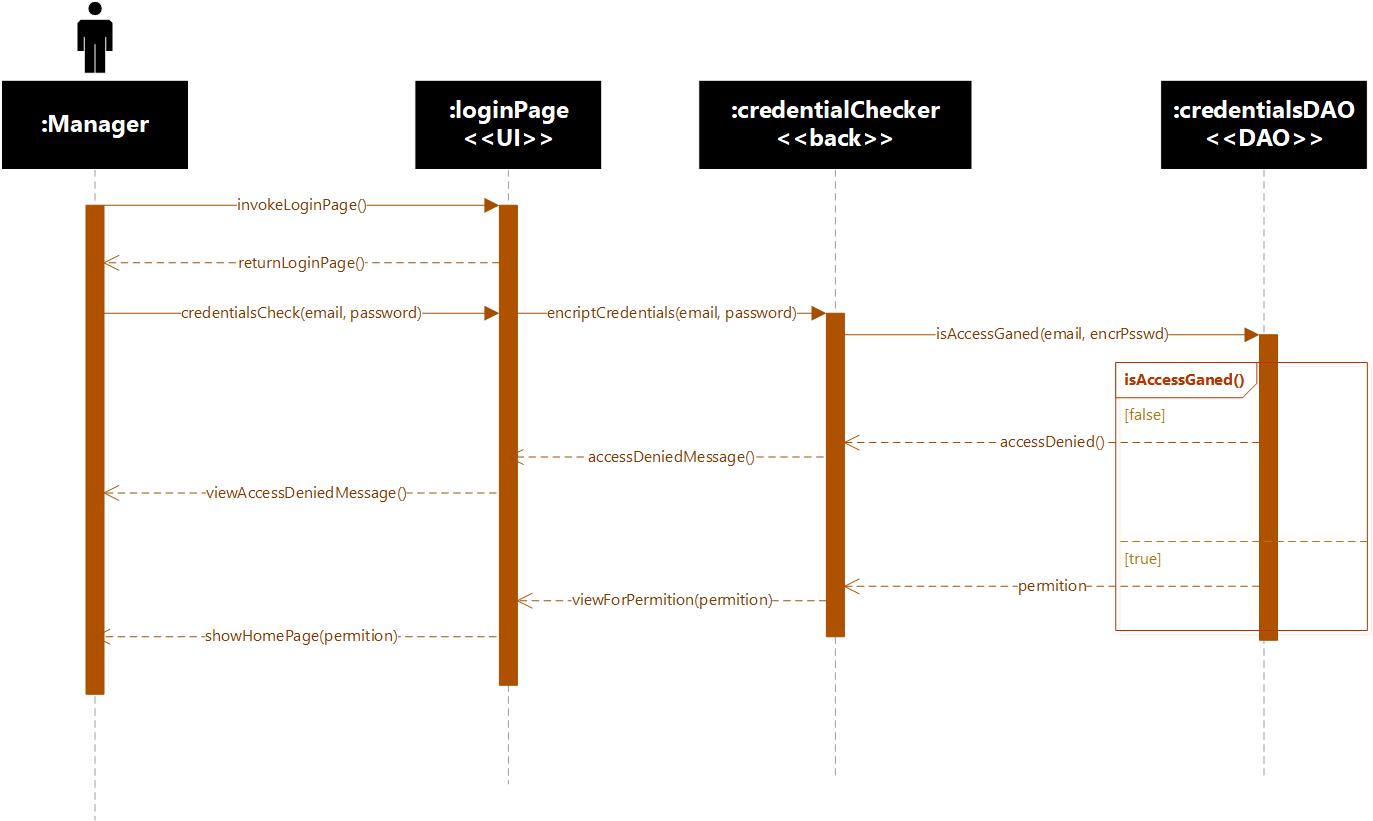 :Manager
:loginPage
<<UI>>
:credentialChecker
<<back>>
:credentialsDAO
<<DAO>>
invokeLoginPage()
returnLoginPage()
credentialsCheck(email, password)
encriptCredentials(email, password)
isAccessGaned(email, encrPsswd)
isAccessGaned()
[false]
accessDenied()
accessDeniedMessage()
viewAccessDeniedMessage()
[true]
permition
viewForPermition(permition)
showHomePage(permition)